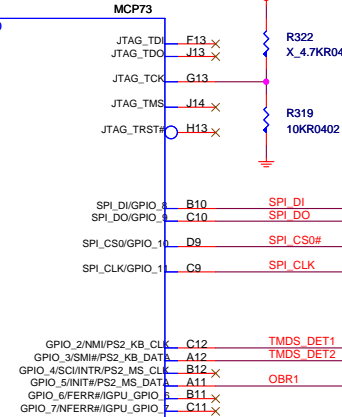 MCP73
JTAG_TDI F13
JTAG_TDO J13
JTAG_TCK G13
JTAG_TMS J14
JTAG_TRST# H13
R322
X_4.7KR04
R319
10KR0402
SPI_DI/GPIO_8 B10 SPI_DI
SPI_DO/GPIO_9 C10 SPI_DO
SPI_CS0/GPIO_10 D9 SPI_CS0#
SPI_CLK/GPIO_11 C9 SPI_CLK
GPIO_2/NMI/PS2_KB_CLK C12 TMDS_DET1
GPIO_3/SMI#/PS2_KB_DATA A12 TMDS_DET2
GPIO_4/SCI/INTR/PS2_MS_CLK B12
GPIO_5/INIT#/PS2_MS_DATA A11 OBR1
GPIO_6/FERR#/IGPU_GPIO_6 B11
GPIO_7/NFERR#/IGPU_GPIO_7 C11